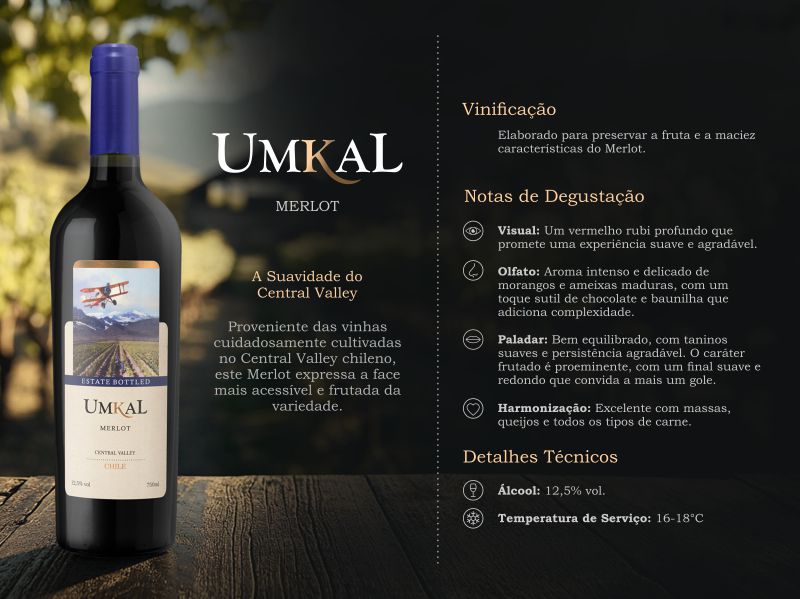 UMKAL
MERLOT
A Suavidade do
Central Valley
Proveniente das vinhas
cuidadosamente cultivadas
no Central Valley chileno,
este Merlot expressa a face
mais acessível e frutada da
variedade.
ESTATE BOTTLED
UMKAL
MERLOT
CENTRAL VALLEY
CHILE
12,5% vol 750ml
Vinificação
Elaborado para preservar a fruta e a maciez
características do Merlot.
Notas de Degustação
Visual: Um vermelho rubi profundo que
promete uma experiência suave e agradável.
Olfato: Aroma intenso e delicado de
morangos e ameixas maduras, com um
toque sutil de chocolate e baunilha que
adiciona complexidade.
Paladar: Bem equilibrado, com taninos
suaves e persistência agradável. O caráter
frutado é proeminente, com um final suave e
redondo que convida a mais um gole.
Harmonização: Excelente com massas,
queijos e todos os tipos de carne.
Detalhes Técnicos
Álcool: 12,5% vol.
Temperatura de Serviço: 16-18°C